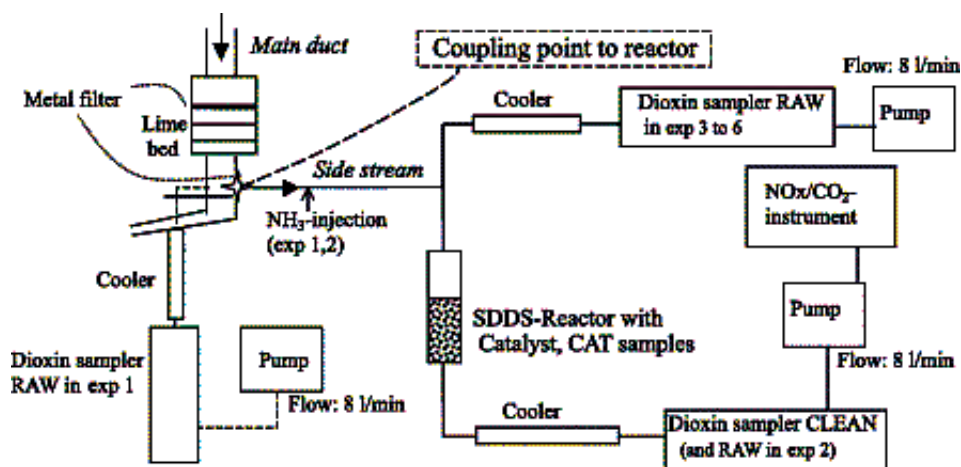 Main duct
Coupling point to reactor
Flow: 8 l/min
Metal filter
Lime
bed
Cooler
Dioxin sampler RAW
in exp 3 to 6
Pump
Side stream
NH₃-injection
(exp 1,2)
NOx/CO₂-
instrument
Cooler
SDDS-Reactor with
Catalyst, CAT samples
Pump
Dioxin sampler
RAW in exp 1
Pump
Flow: 8 l/min
Flow: 8 l/min
Cooler
Dioxin sampler CLEAN
(and RAW in exp 2)